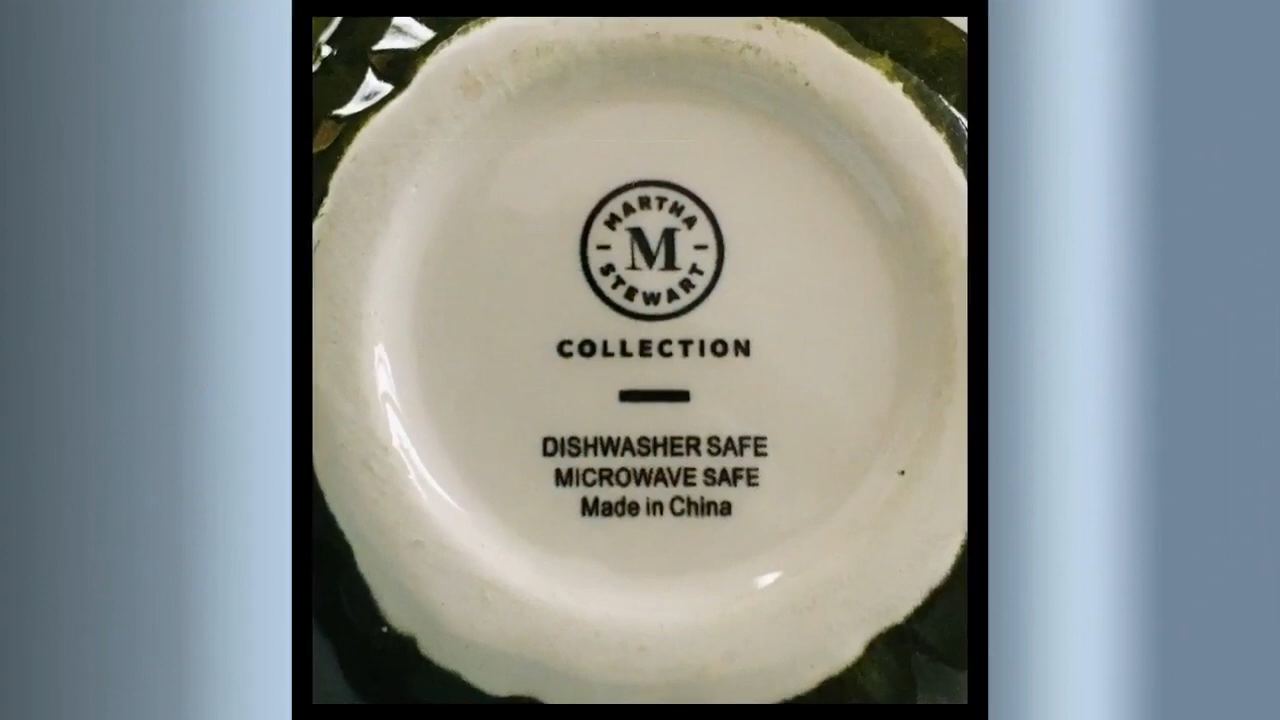 MARTHA
M
STEWART
COLLECTION
DISHWASHER SAFE
MICROWAVE SAFE
Made in China